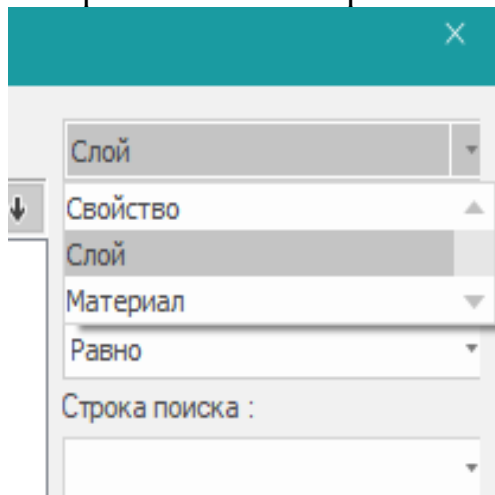 Слой
Свойство
Слой
Материал
Равно
Строка поиска :